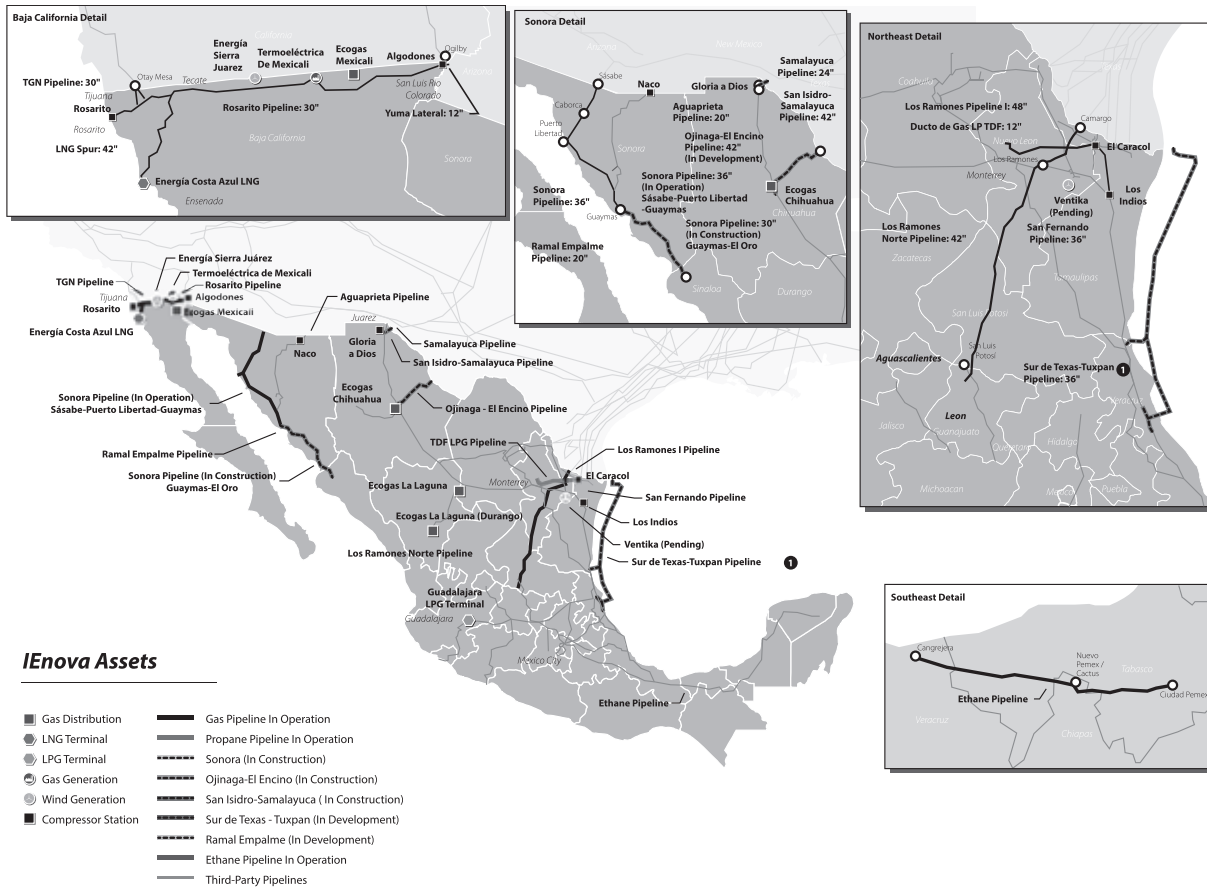 Baja California Detail
California
Energía
Sierra
Juarez
Termoeléctrica
De Mexicali
Ecogas
Mexicali
Algodones
Ogilby
Arizona
Otay Mesa
Tecate
TGN Pipeline: 30"
Tijuana
Rosarito
Rosarito
San Luis Rio
Colorado
Rosarito Pipeline: 30"
Yuma Lateral: 12"
Baja California
Sonora
LNG Spur: 42"
Energía Costa Azul LNG
Ensenada
Sonora Detail
Arizona
New Mexico
Samalayuca
Pipeline: 24"
Sásabe
Naco
Gloria a Dios
San Isidro-
Samalayuca
Pipeline: 42"
Caborca
Aguaprieta
Pipeline: 20"
Puerto
Libertad
Sonora
Ojinaga-El Encino
Pipeline: 42"
(In Development)
Sonora
Pipeline: 36"
Sonora Pipeline: 36"
(In Operation)
Sásabe-Puerto Libertad
-Guaymas
Ecogas
Chihuahua
Chihuahua
Guaymas
Sonora Pipeline: 30"
(In Construction)
Guaymas-El Oro
Ramal Empalme
Pipeline: 20"
Sinaloa
Durango
Northeast Detail
Coahuila
Los Ramones Pipeline I: 48"
Camargo
Ducto de Gas LP TDF: 12"
Nuevo Leon
El Caracol
Los Ramones
Monterrey
Ventika
(Pending)
Los
Indios
Los Ramones
Norte Pipeline: 42"
San Fernando
Pipeline: 36"
Zacatecas
Tamaulipas
San Luis Potosí
San Luis
Potosí
Aguascalientes
Sur de Texas-Tuxpan
Pipeline: 36"
1
Veracruz
Leon
Jalisco
Guanajuato
Queretaro
Hidalgo
Michoacan
Mexico
Puebla
Energía Sierra Juárez
Termoeléctrica de Mexicali
Rosarito Pipeline
TGN Pipeline
Tijuana
Algodones
Rosarito
Ecogas Mexicali
Energía Costa Azul LNG
Aguaprieta Pipeline
Juarez
Naco
Gloria
a Dios
Samalayuca Pipeline
San Isidro-Samalayuca Pipeline
Ecogas
Chihuahua
Sonora Pipeline (In Operation)
Sásabe-Puerto Libertad-Guaymas
Ojinaga - El Encino Pipeline
TDF LPG Pipeline
Los Ramones I Pipeline
Ramal Empalme Pipeline
Sonora Pipeline (In Construction)
Guaymas-El Oro
Monterrey
El Caracol
Ecogas La Laguna
San Fernando Pipeline
Ecogas La Laguna (Durango)
Los Indios
Ventika (Pending)
Los Ramones Norte Pipeline
Sur de Texas-Tuxpan Pipeline
1
Guadalajara
LPG Terminal
Guadalajara
Mexico City
Ethane Pipeline
Southeast Detail
Cangrejera
Nuevo
Pemex /
Cactus
Tabasco
Ethane Pipeline
Ciudad Pemex
Veracruz
Chiapas
IEnova Assets
Gas Distribution
LNG Terminal
LPG Terminal
Gas Generation
Wind Generation
Compressor Station
Gas Pipeline In Operation
Propane Pipeline In Operation
Sonora (In Construction)
Ojinaga-El Encino (In Construction)
San Isidro-Samalayuca ( In Construction)
Sur de Texas - Tuxpan (In Development)
Ramal Empalme (In Development)
Ethane Pipeline In Operation
Third-Party Pipelines